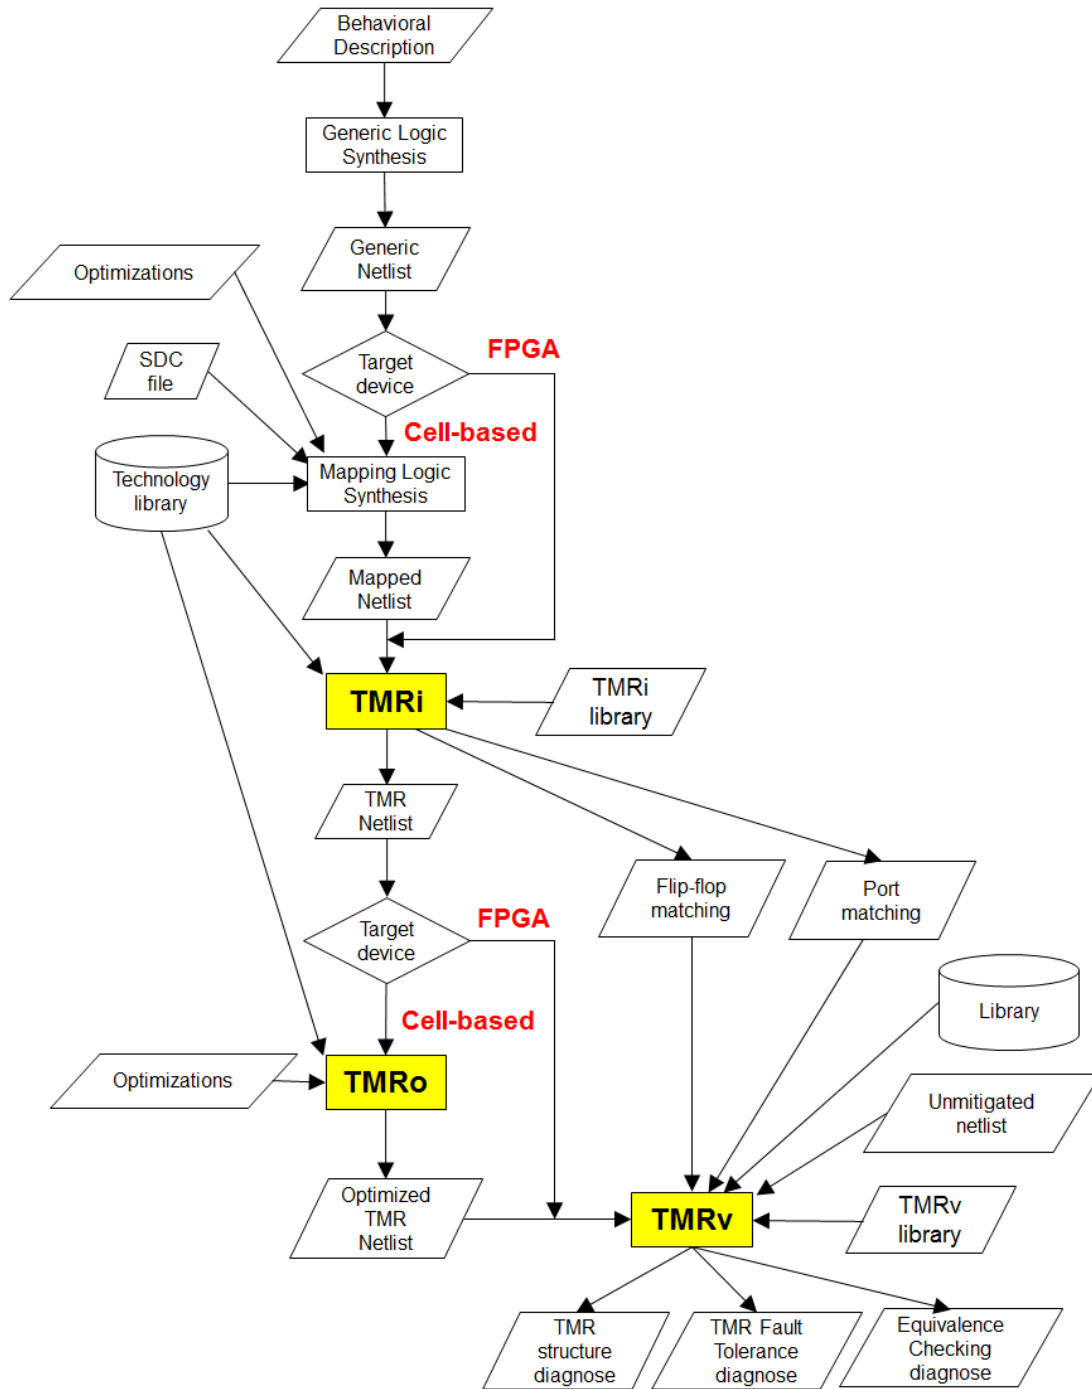 Behavioral
Description
Generic Logic
Synthesis
Generic
Netlist
Optimizations
SDC
file
Target
device
FPGA
Cell-based
Technology
library
Mapping Logic
Synthesis
Mapped
Netlist
TMRi
TMRi
library
TMR
Netlist
Flip-flop
matching
Port
matching
Target
device
FPGA
Cell-based
Library
Optimizations
TMRo
Unmitigated
netlist
Optimized
TMR
Netlist
TMRv
TMRv
library
TMR
structure
diagnose
TMR Fault
Tolerance
diagnose
Equivalence
Checking
diagnose